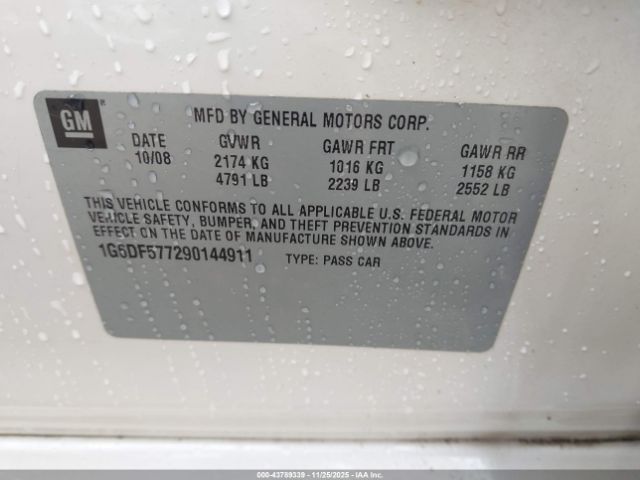 GM
MFD BY GENERAL MOTORS CORP.
DATE GVWR GAWR FRT GAWR RR
10/08 2174 KG 1016 KG 1158 KG
4791 LB 2239 LB 2552 LB
THIS VEHICLE CONFORMS TO ALL APPLICABLE U.S. FEDERAL MOTOR
VEHICLE SAFETY, BUMPER, AND THEFT PREVENTION STANDARDS IN
EFFECT ON THE DATE OF MANUFACTURE SHOWN ABOVE.
1G6DF577290144911 TYPE: PASS CAR
000-43789339 - 11/25/2025 - IAA Inc.